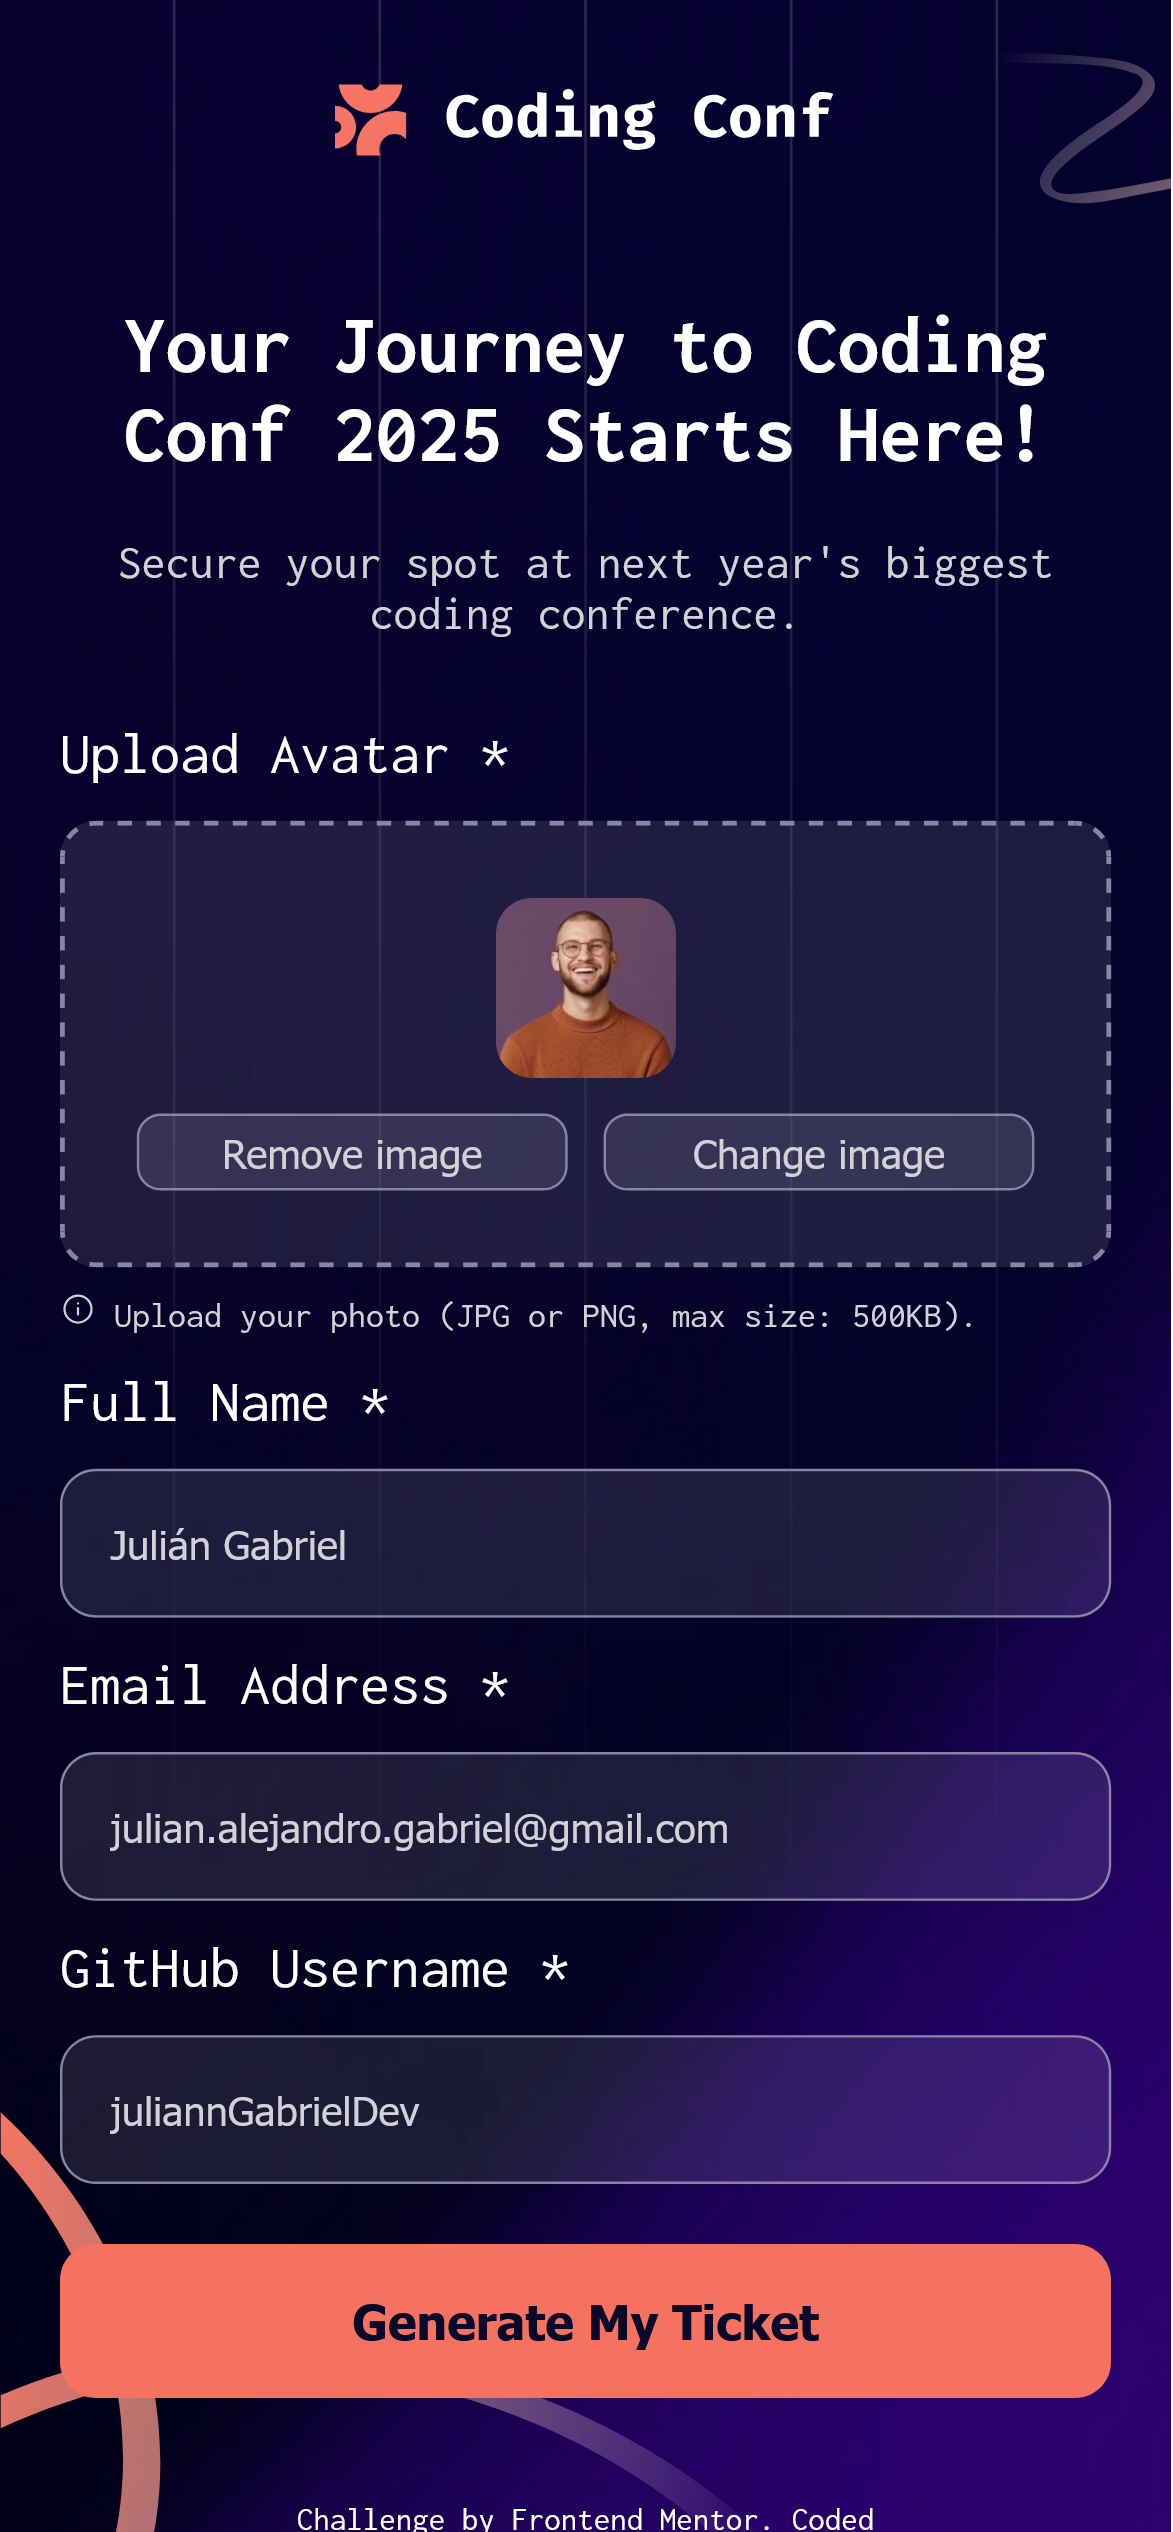 Coding Conf
Your Journey to Coding
Conf 2025 Starts Here!
Secure your spot at next year's biggest
coding conference.
Upload Avatar *
Remove image
Change image
Upload your photo (JPG or PNG, max size: 500KB).
Full Name *
Julián Gabriel
Email Address *
julian.alejandro.gabriel@gmail.com
GitHub Username *
juliannGabrielDev
Generate My Ticket
Challenge by Frontend Mentor. Coded